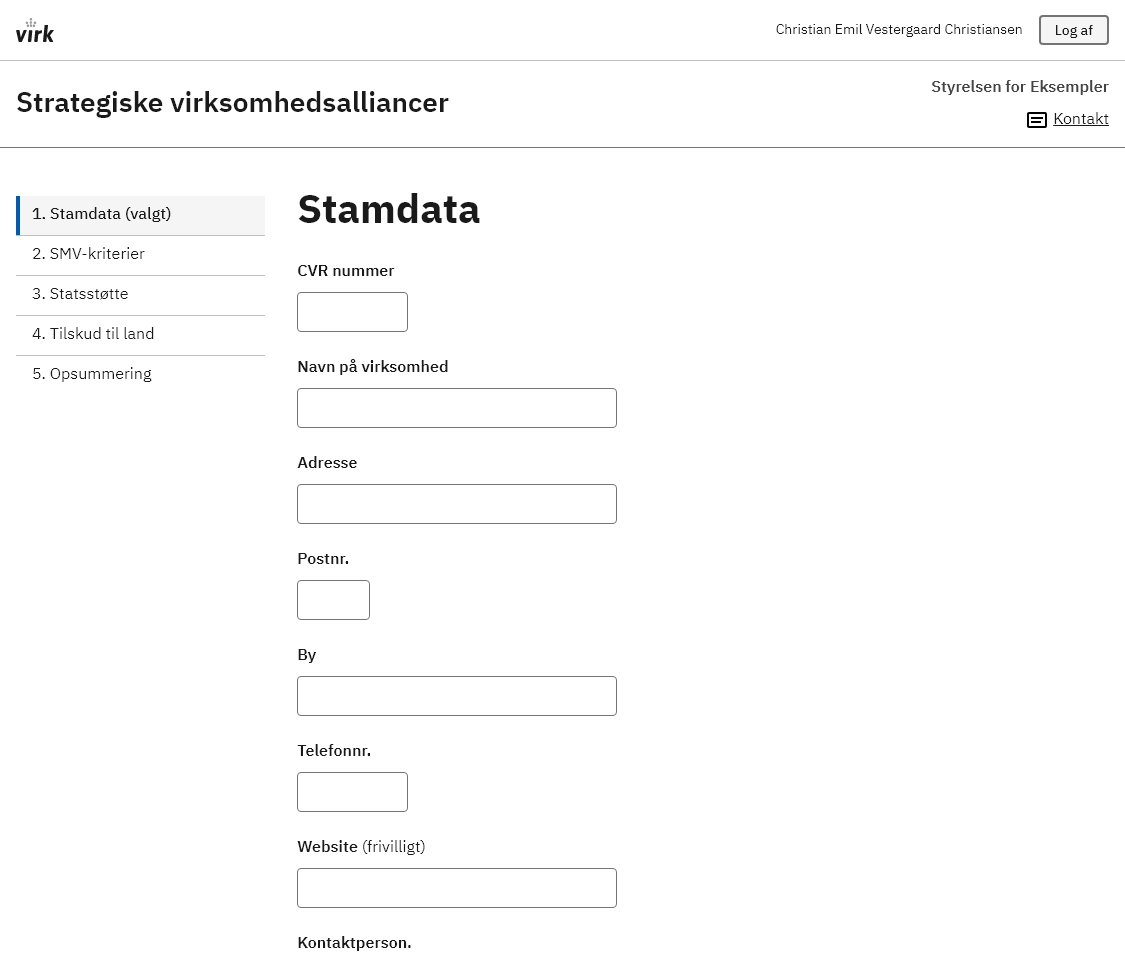 virk
Christian Emil Vestergaard Christiansen
Log af
Strategiske virksomhedsalliancer
Styrelsen for Eksempler
Kontakt
1. Stamdata (valgt)
2. SMV-kriterier
3. Statsstøtte
4. Tilskud til land
5. Opsummering
Stamdata
CVR nummer
Navn på virksomhed
Adresse
Postnr.
By
Telefonnr.
Website (frivilligt)
Kontaktperson.